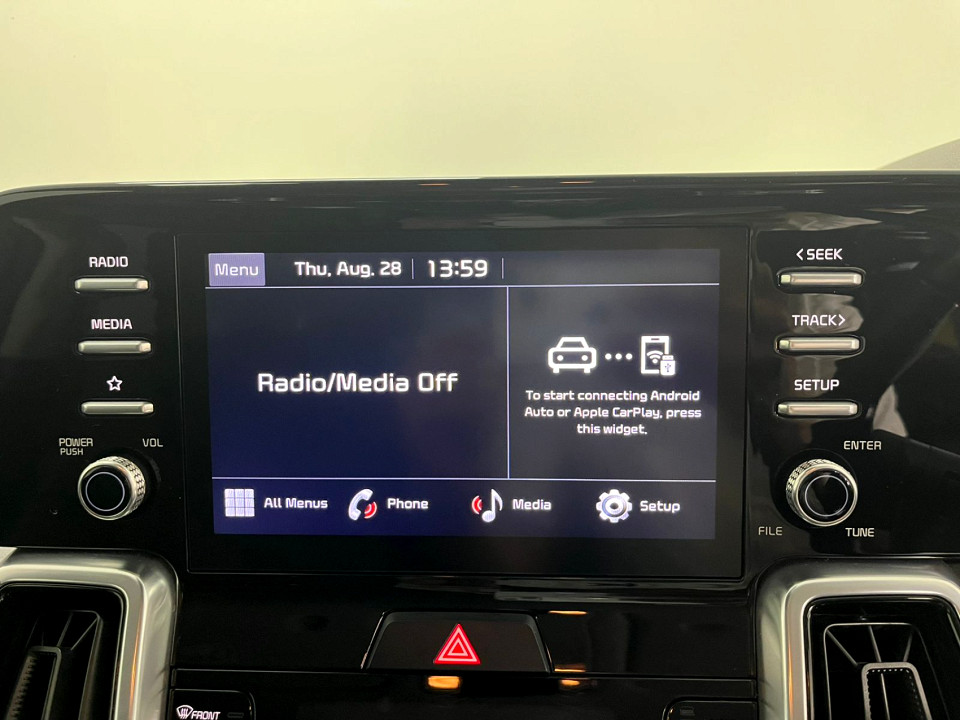 RADIO
MEDIA
POWER
PUSH
VOL
Menu
Thu, Aug. 28
13:59
Radio/Media Off
To start connecting Android
Auto or Apple CarPlay, press
this widget.
All Menus
Phone
Media
Setup
< SEEK
TRACK >
SETUP
ENTER
FILE
TUNE
FRONT